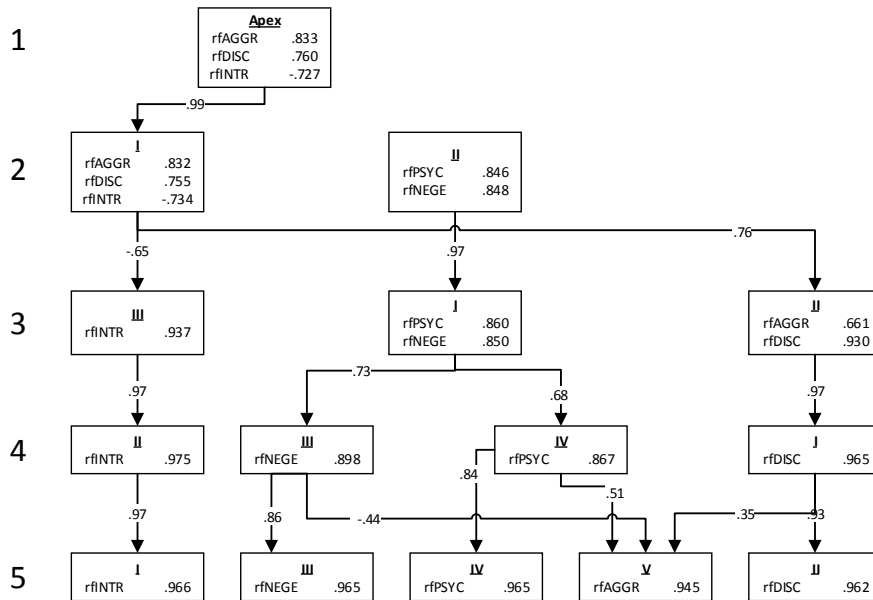 1
Apex
rfAGGR .833
rfDISC .760
rfINTR -.727
.99
2
I
rfAGGR .832
rfDISC .755
rfINTR -.734
II
rfPSYC .846
rfNEGE .848
-.65
.97
.76
3
III
rfINTR .937
I
rfPSYC .860
rfNEGE .850
II
rfAGGR .661
rfDISC .930
.97
.73
.68
.97
4
II
rfINTR .975
III
rfNEGE .898
IV
rfPSYC .867
I
rfDISC .965
.97
.86
-.44
.84
.51
.35
.93
5
I
rfINTR .966
III
rfNEGE .965
IV
rfPSYC .965
V
rfAGGR .945
II
rfDISC .962